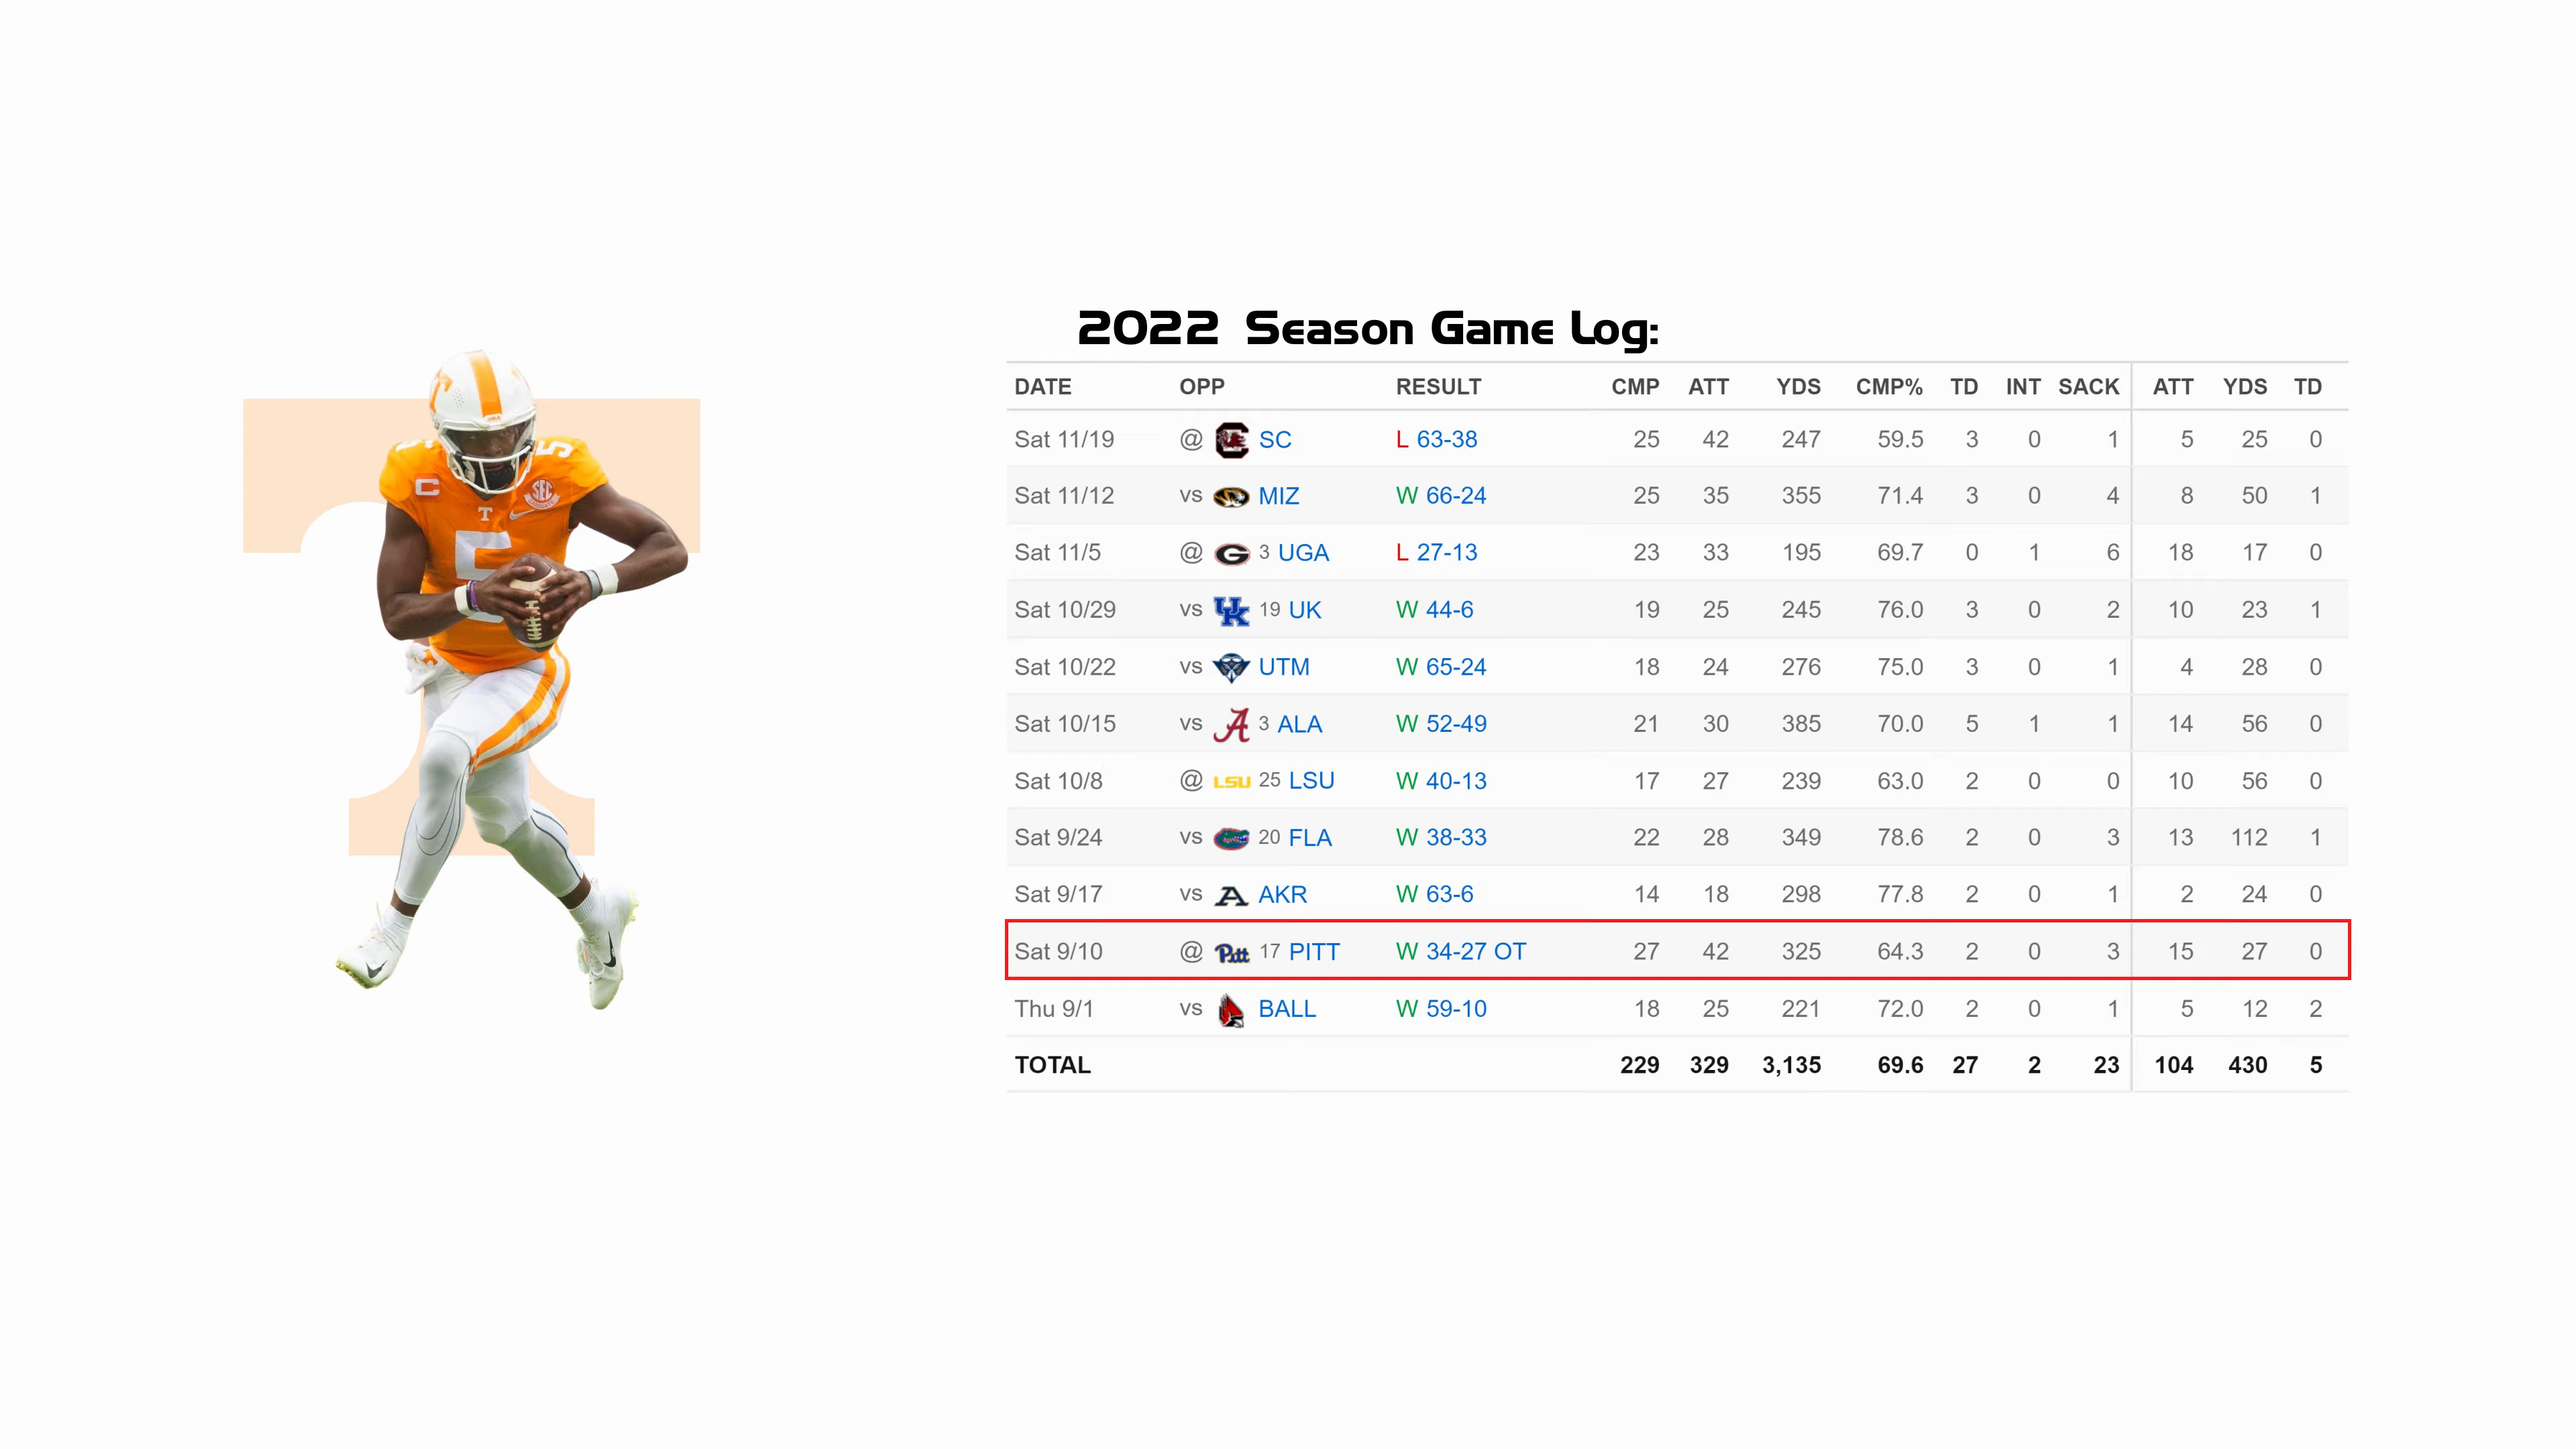 2022 Season Game Log:
DATE OPP RESULT CMP ATT YDS CMP% TD INT SACK ATT YDS TD
Sat 11/19 @ SC L 63-38 25 42 247 59.5 3 0 1 5 25 0
Sat 11/12 vs MIZ W 66-24 25 35 355 71.4 3 0 4 8 50 1
Sat 11/5 @ G 3 UGA L 27-13 23 33 195 69.7 0 1 6 18 17 0
Sat 10/29 vs UK 19 UK W 44-6 19 25 245 76.0 3 0 2 10 23 1
Sat 10/22 vs UTM W 65-24 18 24 276 75.0 3 0 1 4 28 0
Sat 10/15 vs A 3 ALA W 52-49 21 30 385 70.0 5 1 1 14 56 0
Sat 10/8 @ LSU 25 LSU W 40-13 17 27 239 63.0 2 0 0 10 56 0
Sat 9/24 vs 20 FLA W 38-33 22 28 349 78.6 2 0 3 13 112 1
Sat 9/17 vs A AKR W 63-6 14 18 298 77.8 2 0 1 2 24 0
Sat 9/10 @ Pitt 17 PITT W 34-27 OT 27 42 325 64.3 2 0 3 15 27 0
Thu 9/1 vs BALL W 59-10 18 25 221 72.0 2 0 1 5 12 2
TOTAL 229 329 3,135 69.6 27 2 23 104 430 5
T
5 5
C SEC
T
5